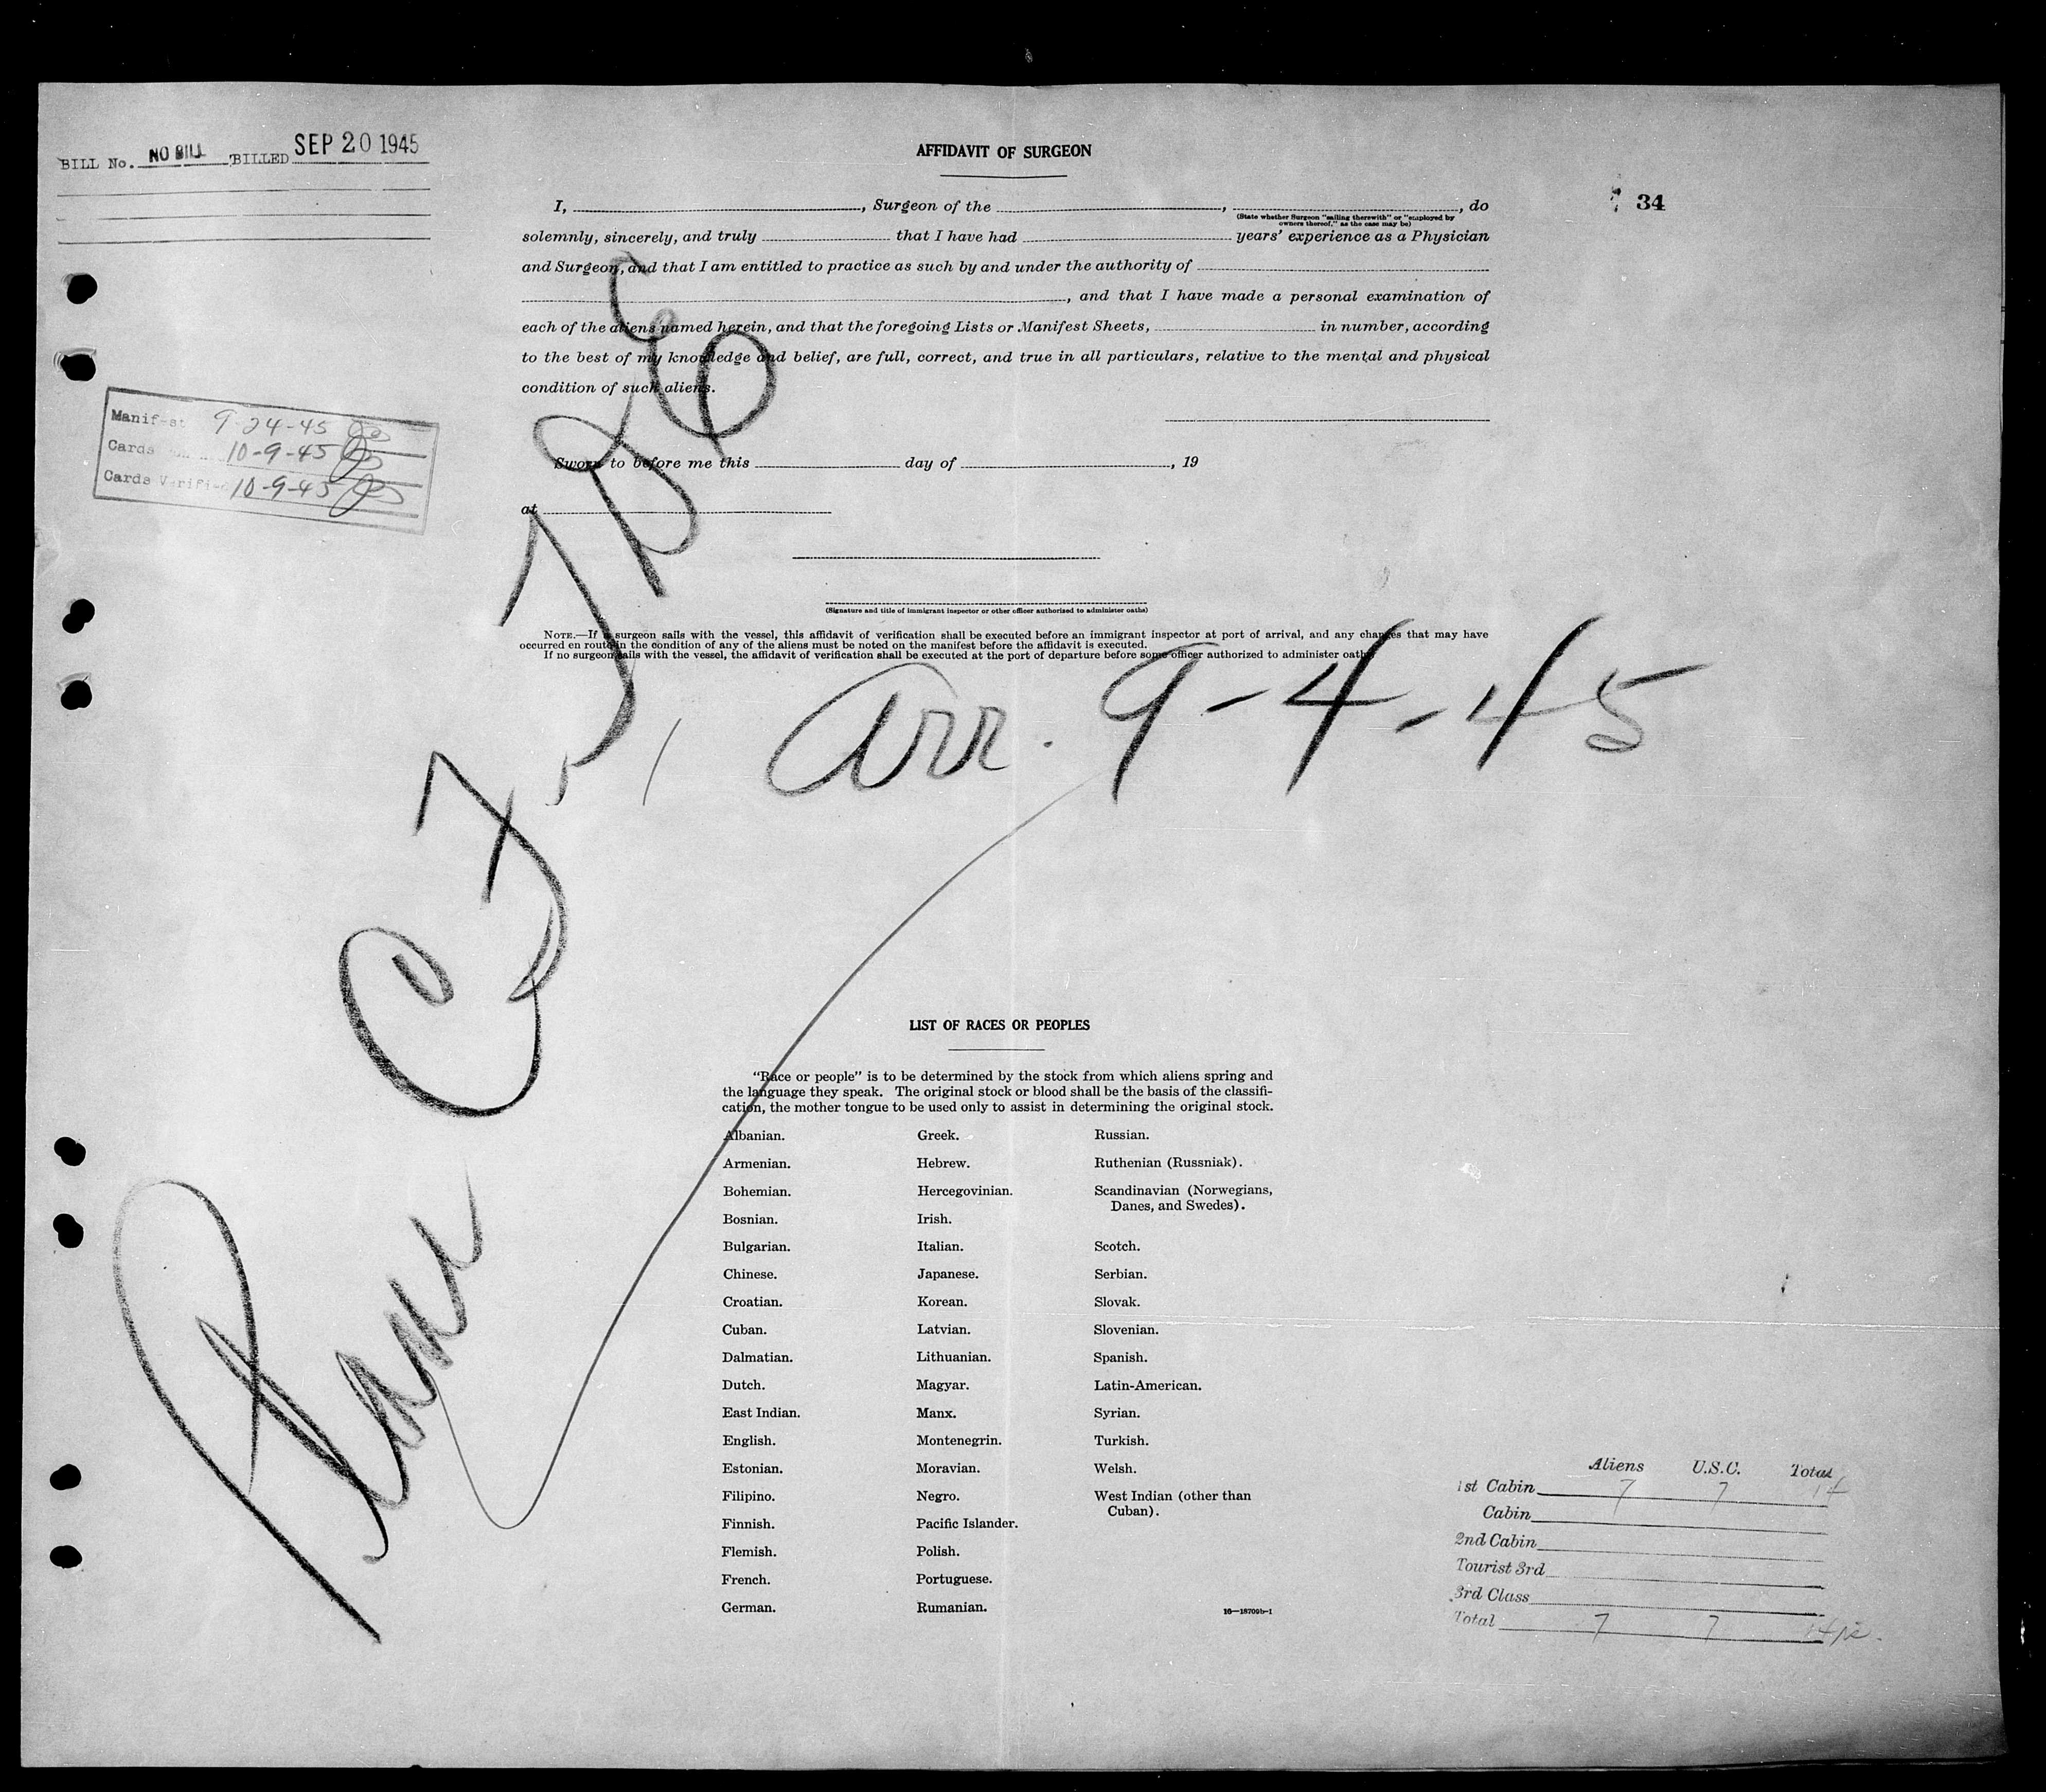 BILL No. NO BILL BILLED SEP 20 1945
AFFIDAVIT OF SURGEON
34
I, , Surgeon of the , , do
(State whether Surgeon "sailing therewith" or "employed by
owners thereof," as the case may be)
solemnly, sincerely, and truly that I have had years' experience as a Physician
and Surgeon, and that I am entitled to practice as such by and under the authority of
, and that I have made a personal examination of
each of the aliens named herein, and that the foregoing Lists or Manifest Sheets, in number, according
to the best of my knowledge and belief, are full, correct, and true in all particulars, relative to the mental and physical
condition of such aliens.
Manifest 9-24-45
Cards 10-9-45
Cards Verified 10-9-45
Sworn to before me this day of , 19
at
(Signature and title of immigrant inspector or other officer authorized to administer oaths)
NOTE.—If a surgeon sails with the vessel, this affidavit of verification shall be executed before an immigrant inspector at port of arrival, and any changes that may have
occurred en route in the condition of any of the aliens must be noted on the manifest before the affidavit is executed.
If no surgeon sails with the vessel, the affidavit of verification shall be executed at the port of departure before some officer authorized to administer oaths.
Plane
Arr. 9-4-45
LIST OF RACES OR PEOPLES
"Race or people" is to be determined by the stock from which aliens spring and
the language they speak. The original stock or blood shall be the basis of the classifi-
cation, the mother tongue to be used only to assist in determining the original stock.
Albanian.
Armenian.
Bohemian.
Bosnian.
Bulgarian.
Chinese.
Croatian.
Cuban.
Dalmatian.
Dutch.
East Indian.
English.
Estonian.
Filipino.
Finnish.
Flemish.
French.
German.
Greek.
Hebrew.
Hercegovinian.
Irish.
Italian.
Japanese.
Korean.
Latvian.
Lithuanian.
Magyar.
Manx.
Montenegrin.
Moravian.
Negro.
Pacific Islander.
Polish.
Portuguese.
Rumanian.
Russian.
Ruthenian (Russniak).
Scandinavian (Norwegians,
Danes, and Swedes).
Scotch.
Serbian.
Slovak.
Slovenian.
Spanish.
Latin-American.
Syrian.
Turkish.
Welsh.
West Indian (other than
Cuban).
16—18709b-1
Aliens U.S.C. Total
1st Cabin 7 7 14
Cabin
2nd Cabin
Tourist 3rd
3rd Class
Total 7 7 14